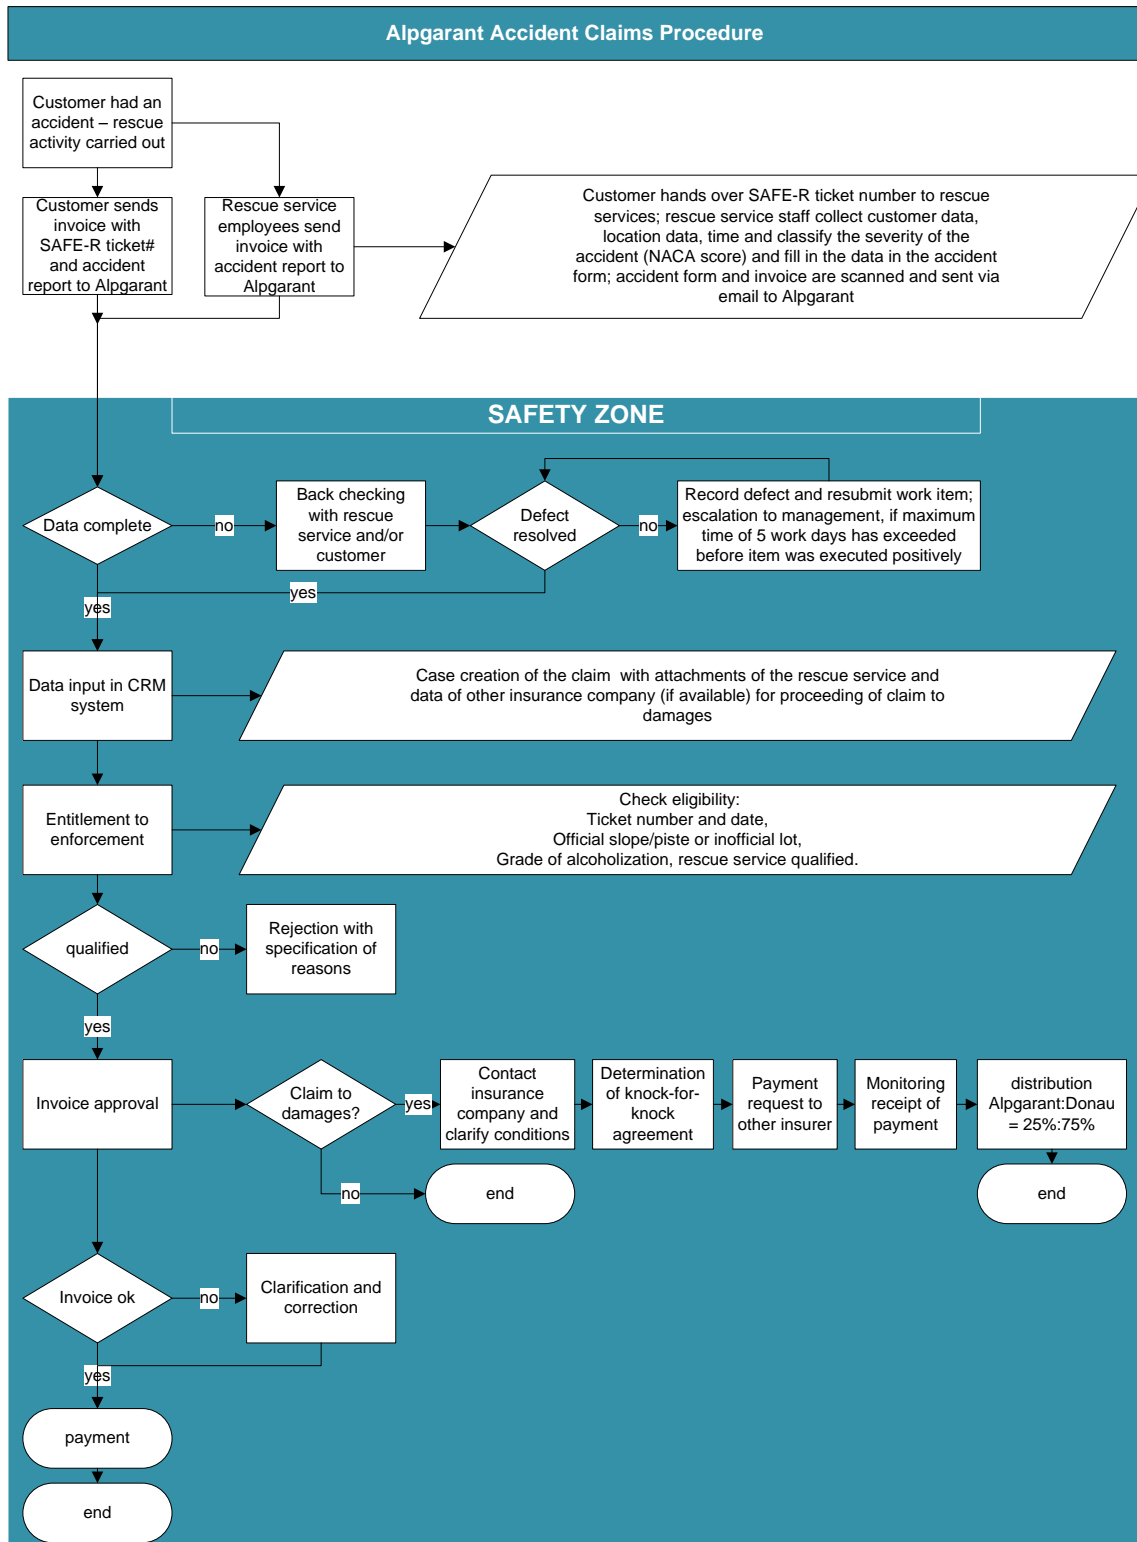 Alpgarant Accident Claims Procedure
Customer had an
accident – rescue
activity carried out
Customer sends
invoice with
SAFE-R ticket#
and accident
report to Alpgarant
Rescue service
employees send
invoice with
accident report to
Alpgarant
Customer hands over SAFE-R ticket number to rescue
services; rescue service staff collect customer data,
location data, time and classify the severity of the
accident (NACA score) and fill in the data in the accident
form; accident form and invoice are scanned and sent via
email to Alpgarant
SAFETY ZONE
Data complete
no
Back checking
with rescue
service and/or
customer
Defect
resolved
no
Record defect and resubmit work item;
escalation to management, if maximum
time of 5 work days has exceeded
before item was executed positively
yes
yes
Data input in CRM
system
Case creation of the claim  with attachments of the rescue service and
data of other insurance company (if available) for proceeding of claim to
damages
Entitlement to
enforcement
Check eligibility:
Ticket number and date,
Official slope/piste or inofficial lot,
Grade of alcoholization, rescue service qualified.
qualified
no
Rejection with
specification of
reasons
yes
Invoice approval
Claim to
damages?
yes
Contact
insurance
company and
clarify conditions
Determination
of knock-for-
knock
agreement
Payment
request to
other insurer
Monitoring
receipt of
payment
distribution
Alpgarant:Donau
= 25%:75%
no
end
end
Invoice ok
no
Clarification and
correction
yes
payment
end